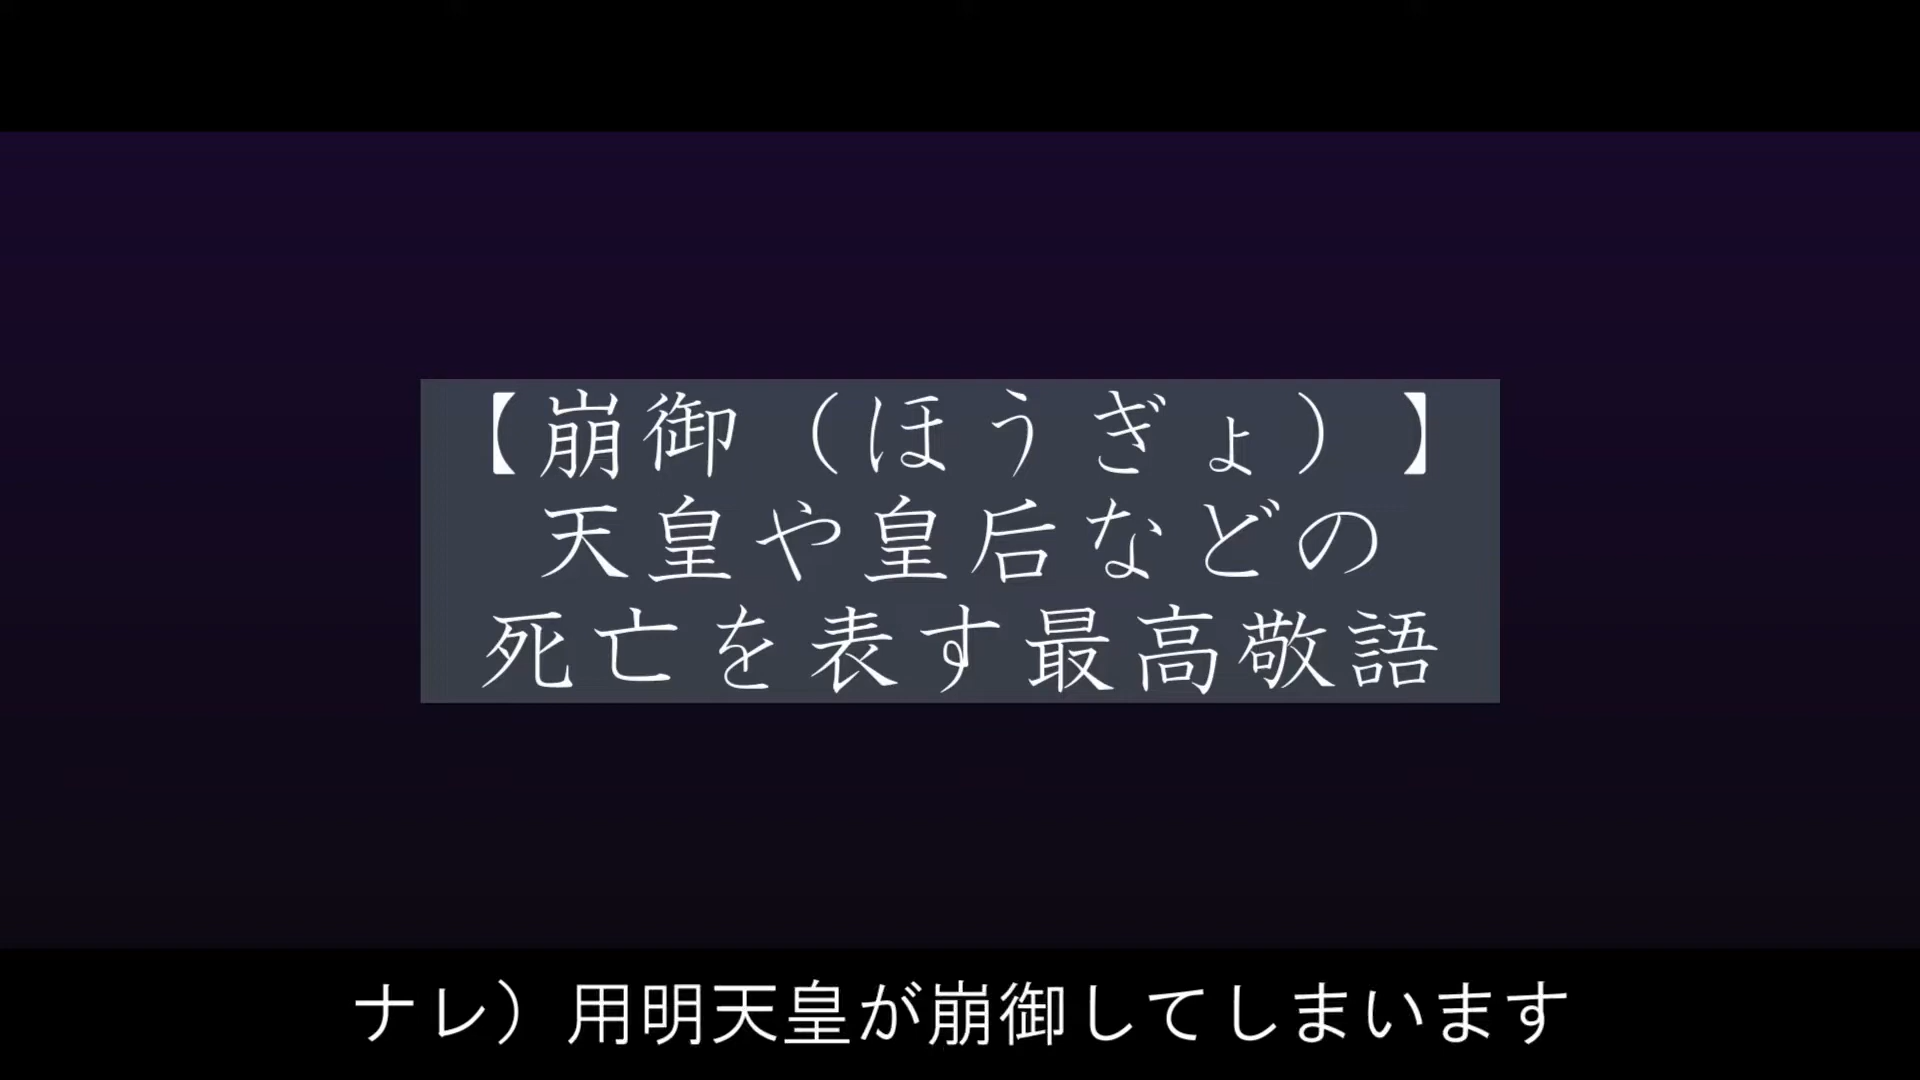 【崩御（ほうぎょ）】
天皇や皇后などの
死亡を表す最高敬語
ナレ）用明天皇が崩御してしまいます